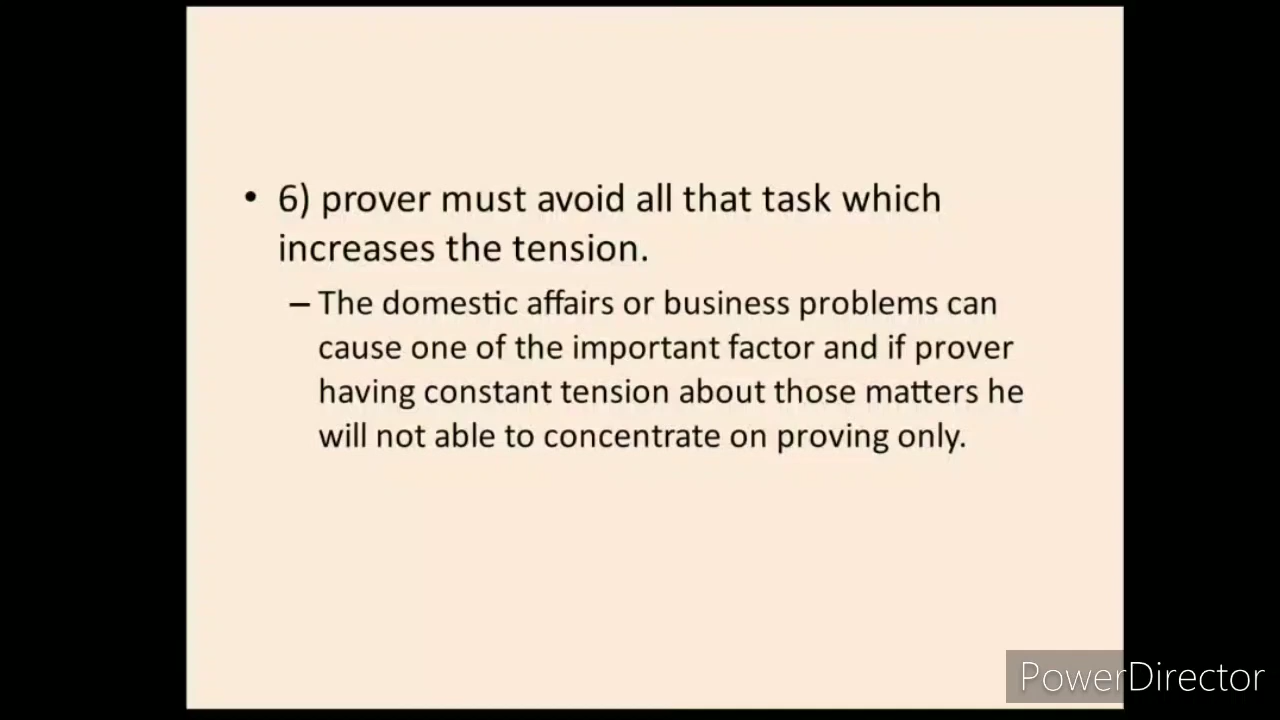 • 6) prover must avoid all that task which
increases the tension.
– The domestic affairs or business problems can
cause one of the important factor and if prover
having constant tension about those matters he
will not able to concentrate on proving only.
PowerDirector